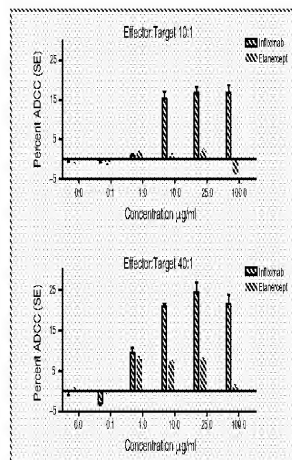 Effector:Target 10:1
Infliximab
Etanercept
Percent ADCC (SE)
25
15
5
-5
0.0 0.1 1.0 10.0 25.0 100.0
Concentration µg/ml
Effector:Target 40:1
Infliximab
Etanercept
Percent ADCC (SE)
25
15
5
-5
0.0 0.1 1.0 10.0 25.0 100.0
Concentration µg/ml